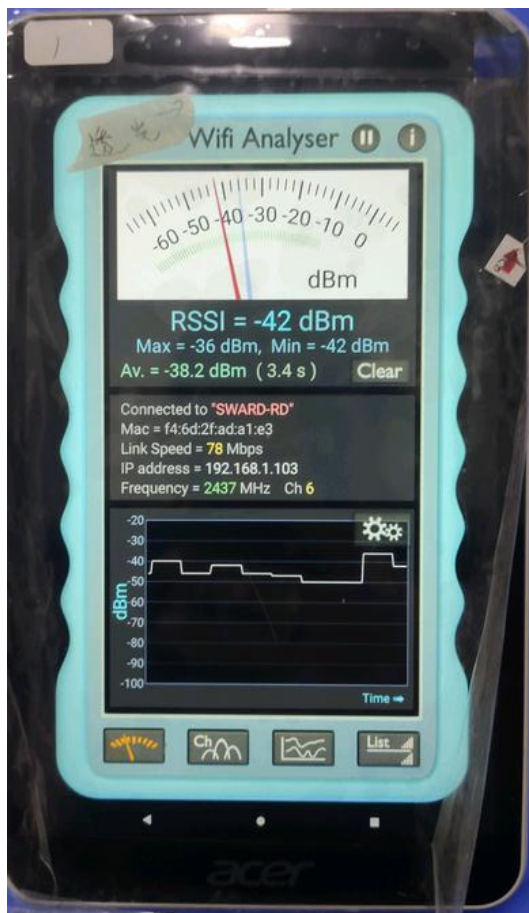 1
Wifi Analyser
-60 -50 -40 -30 -20 -10 0
dBm
RSSI = -42 dBm
Max = -36 dBm, Min = -42 dBm
Av. = -38.2 dBm ( 3.4 s ) Clear
Connected to "SWARD-RD"
Mac = f4:6d:2f:ad:a1:e3
Link Speed = 78 Mbps
IP address = 192.168.1.103
Frequency = 2437 MHz Ch 6
-20
-30
-40
-50
-60
-70
-80
-90
-100
dBm
Time
Ch
List
acer